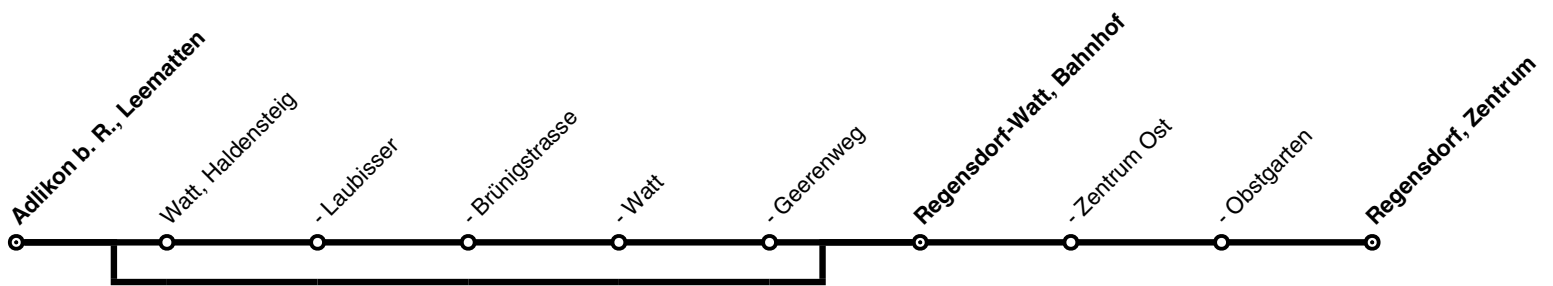 Adlikon b. R., Leematten
Watt, Haldensteig
- Laubisser
- Brünigstrasse
- Watt
- Geerenweg
Regensdorf-Watt, Bahnhof
- Zentrum Ost
- Obstgarten
Regensdorf, Zentrum